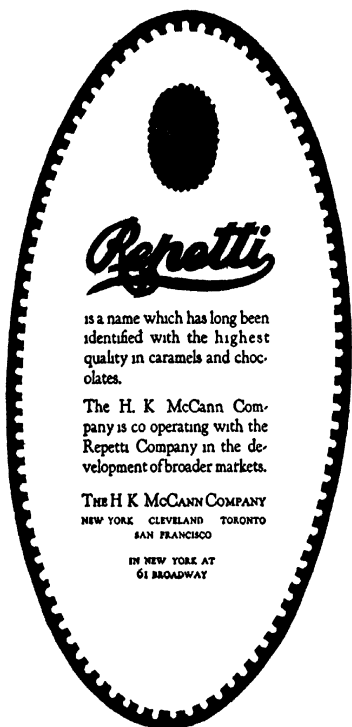 Repetti
is a name which has long been
identified with the highest
quality in caramels and choc-
olates.
The H. K McCann Com-
pany is co operating with the
Repetti Company in the de-
velopment of broader markets.
THE H K MCCANN COMPANY
NEW YORK CLEVELAND TORONTO
SAN FRANCISCO
IN NEW YORK AT
61 BROADWAY